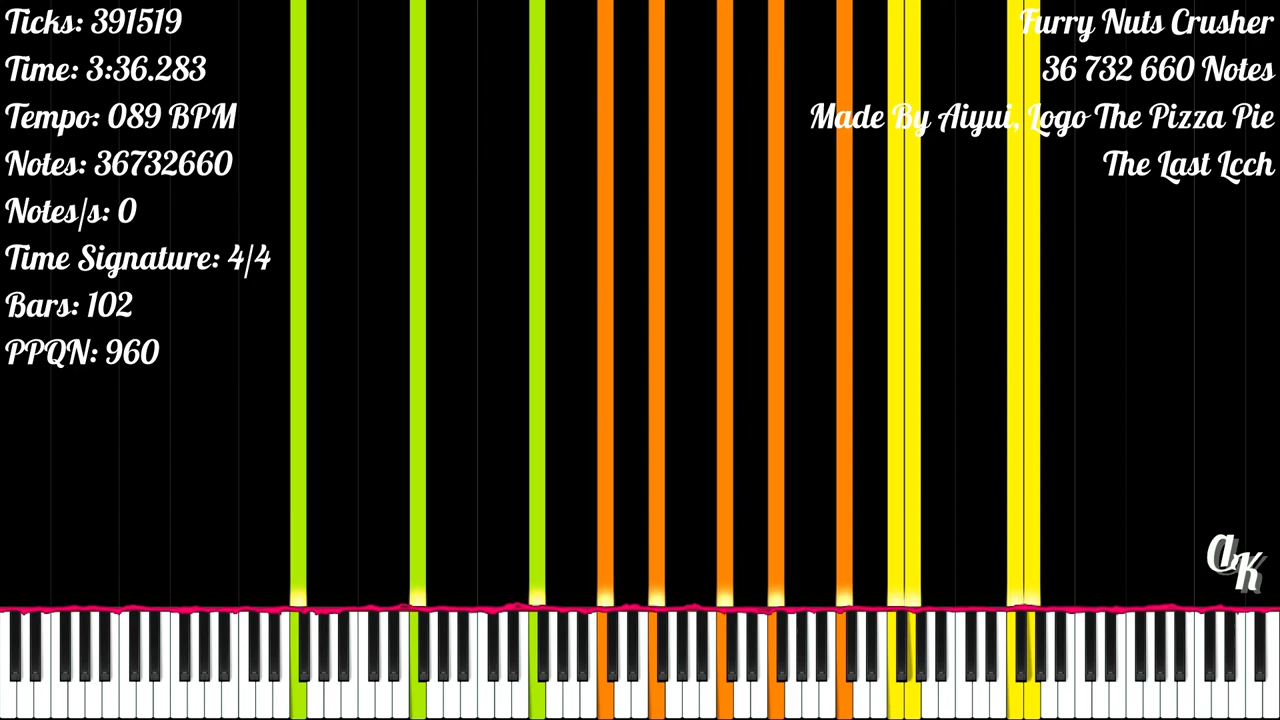 Ticks: 391519
Time: 3:36.283
Tempo: 089 BPM
Notes: 36732660
Notes/s: 0
Time Signature: 4/4
Bars: 102
PPQN: 960
Furry Nuts Crusher
36 732 660 Notes
Made By Aiyui, Logo The Pizza Pie
The Last Lcch
aK